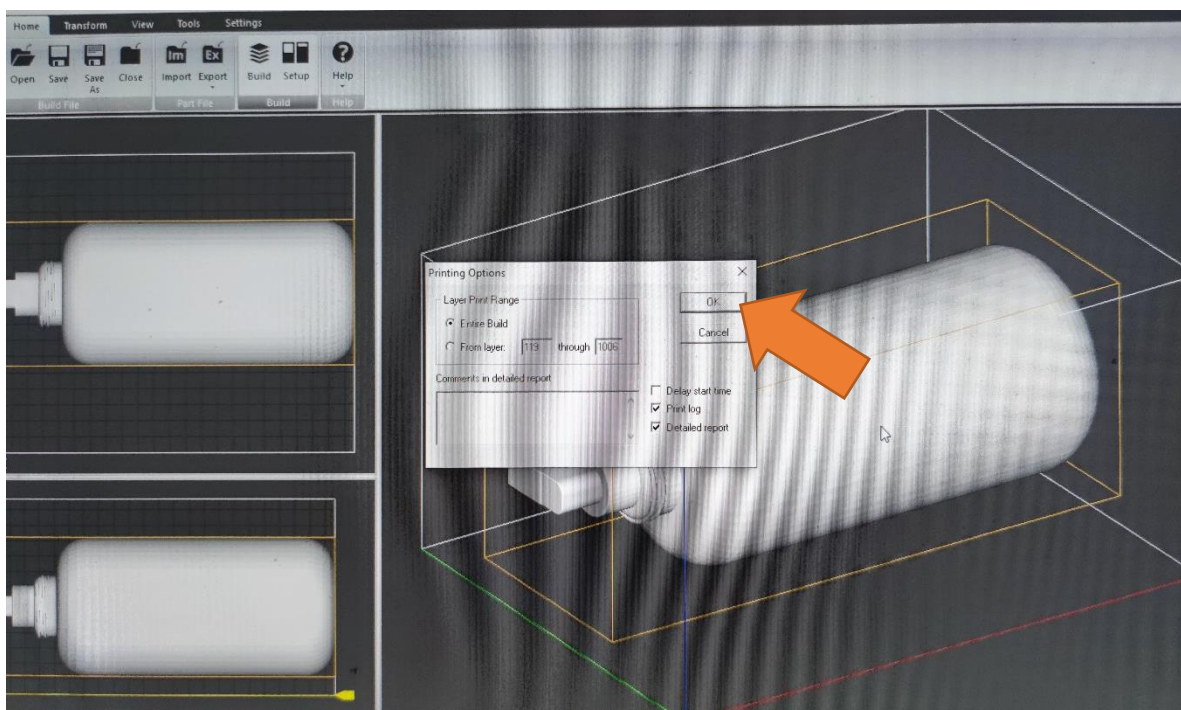 Home Transform View Tools Settings
Open Save Save As Close Import Export Build Setup Help
Build File Part File Build Help
Printing Options
Layer Print Range
Entire Build
From layer: 119 through 1006
OK
Cancel
Comments in detailed report
Delay start time
Print log
Detailed report